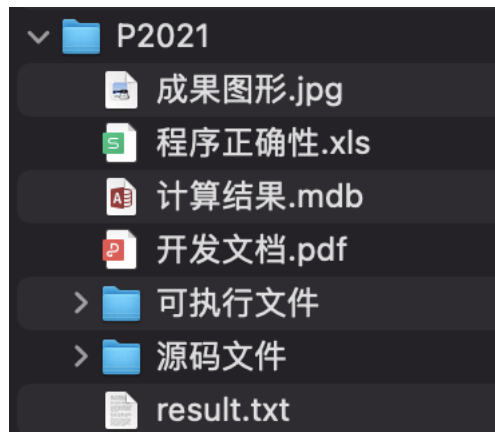 P2021
成果图形.jpg
程序正确性.xls
计算结果.mdb
开发文档.pdf
可执行文件
源码文件
result.txt